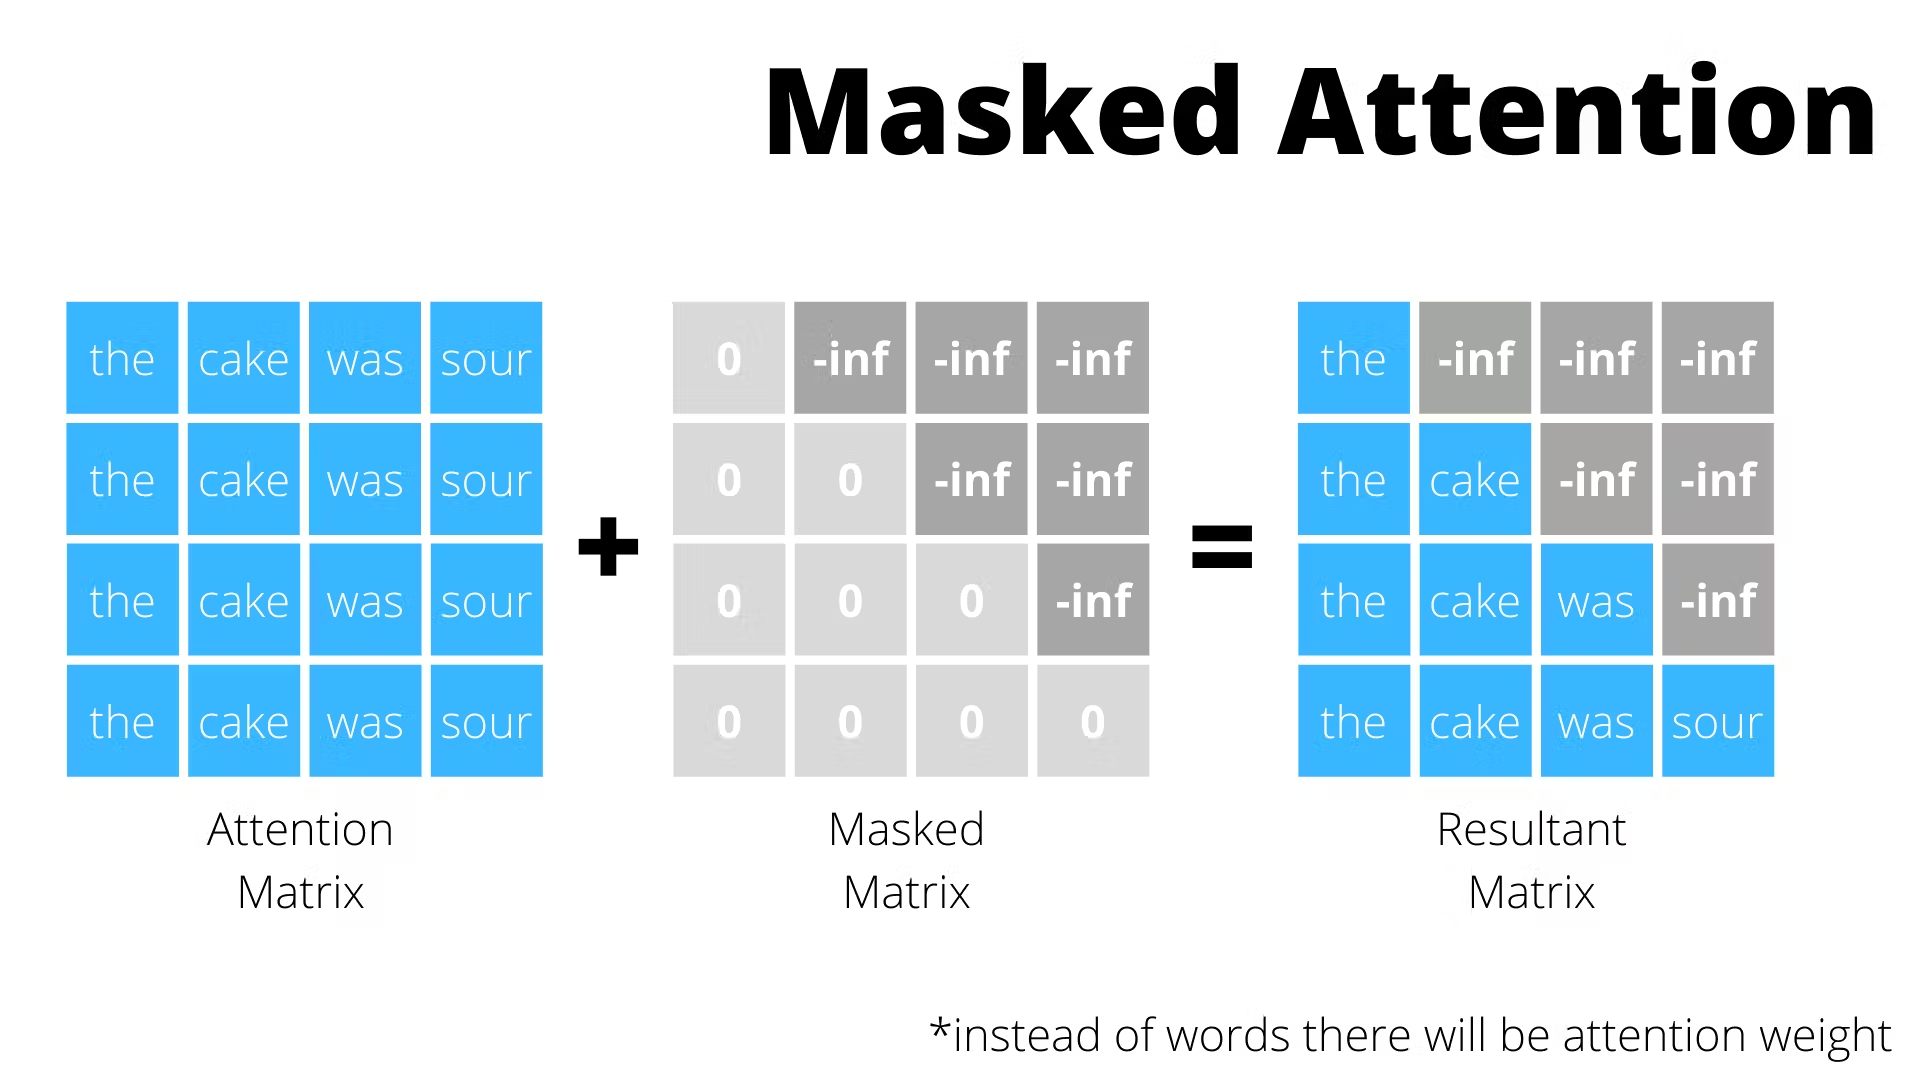 Masked Attention
the cake was sour
the cake was sour
the cake was sour
the cake was sour
+
0 -inf -inf -inf
0 0 -inf -inf
0 0 0 -inf
0 0 0 0
=
the -inf -inf -inf
the cake -inf -inf
the cake was -inf
the cake was sour
Attention
Matrix
Masked
Matrix
Resultant
Matrix
*instead of words there will be attention weight